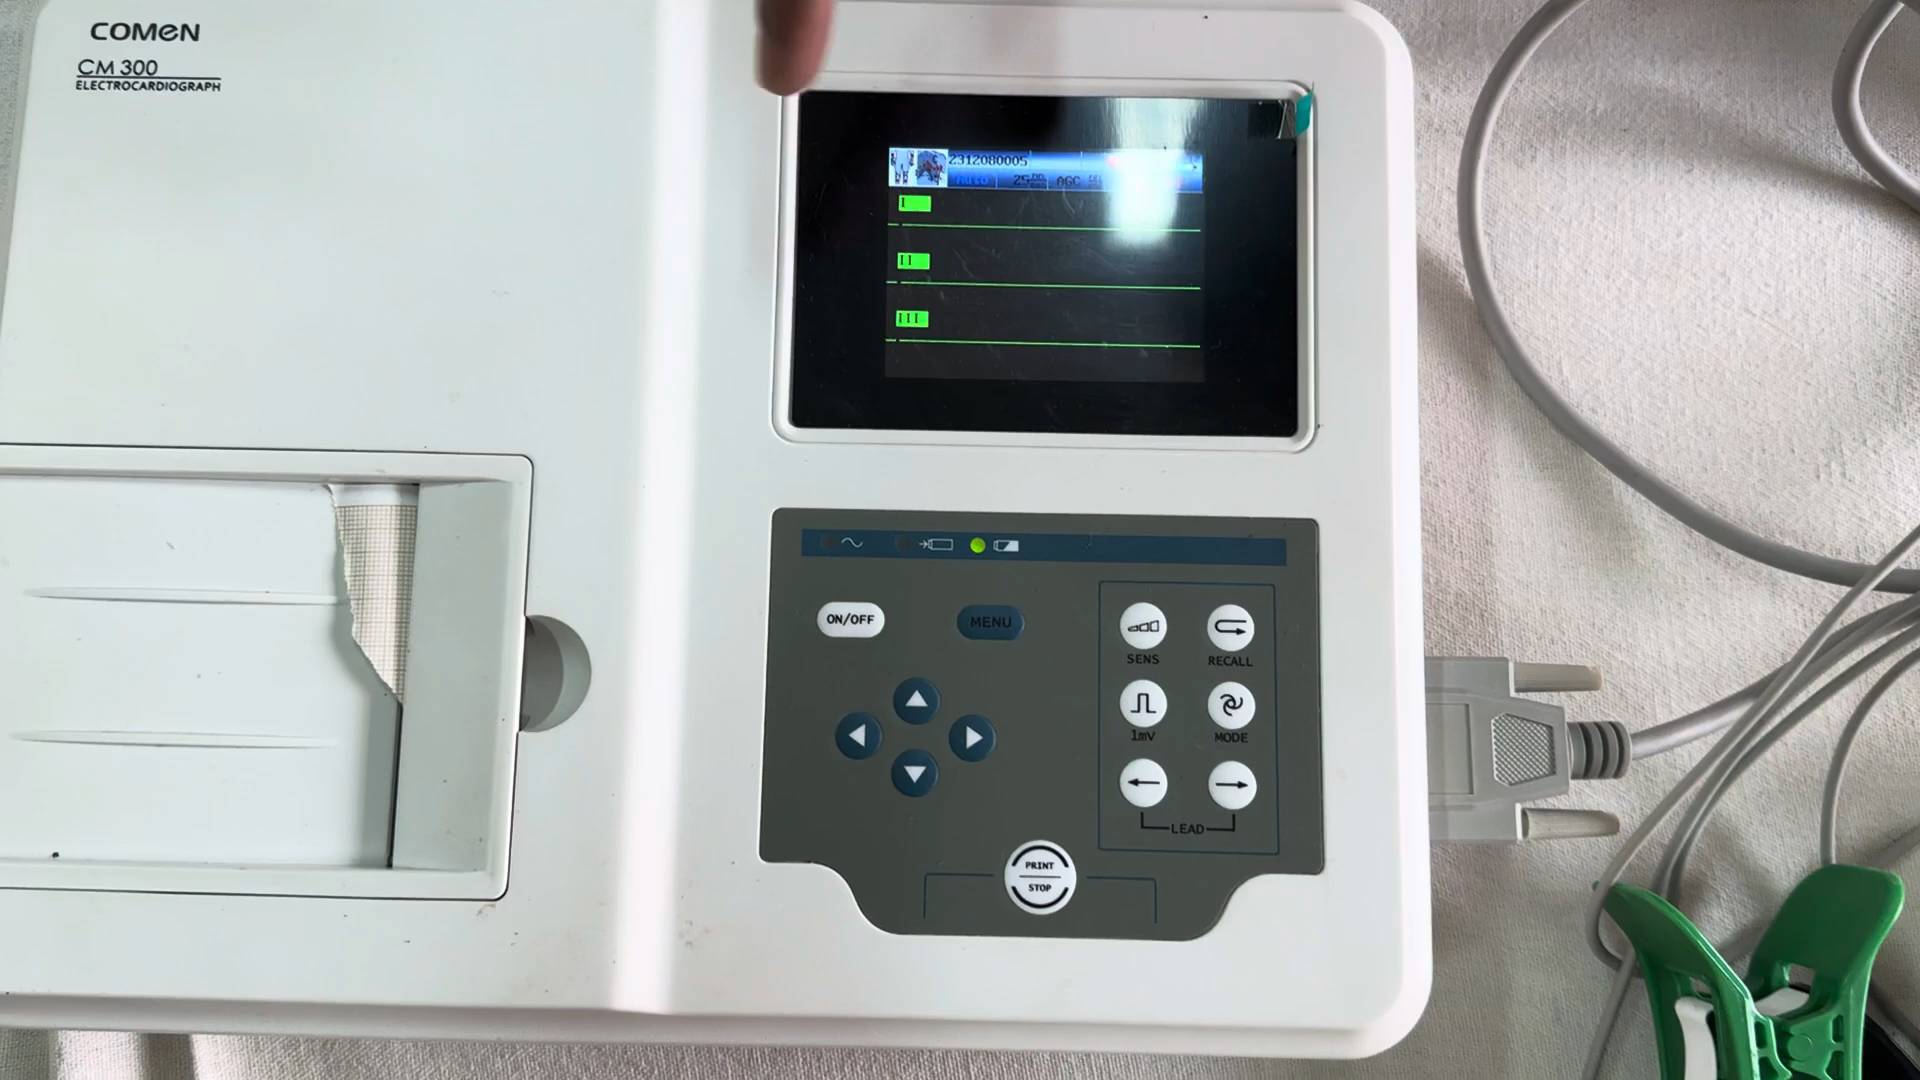 COMEN
CM 300
ELECTROCARDIOGRAPH
2312080005
Auto 25 AGC
I
II
III
ON/OFF
MENU
SENS
RECALL
1mV
MODE
LEAD
PRINT
STOP